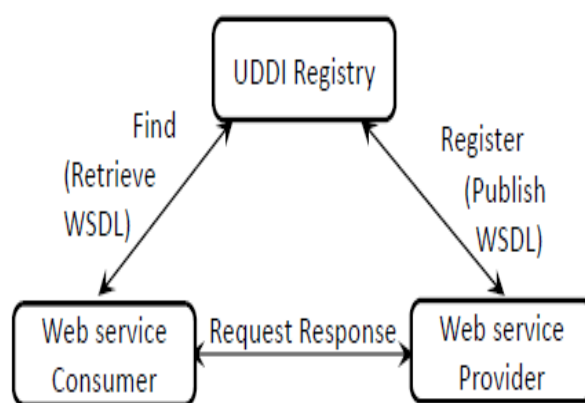 UDDI Registry
Find
(Retrieve
WSDL)
Register
(Publish
WSDL)
Web service
Consumer
Request Response
Web service
Provider